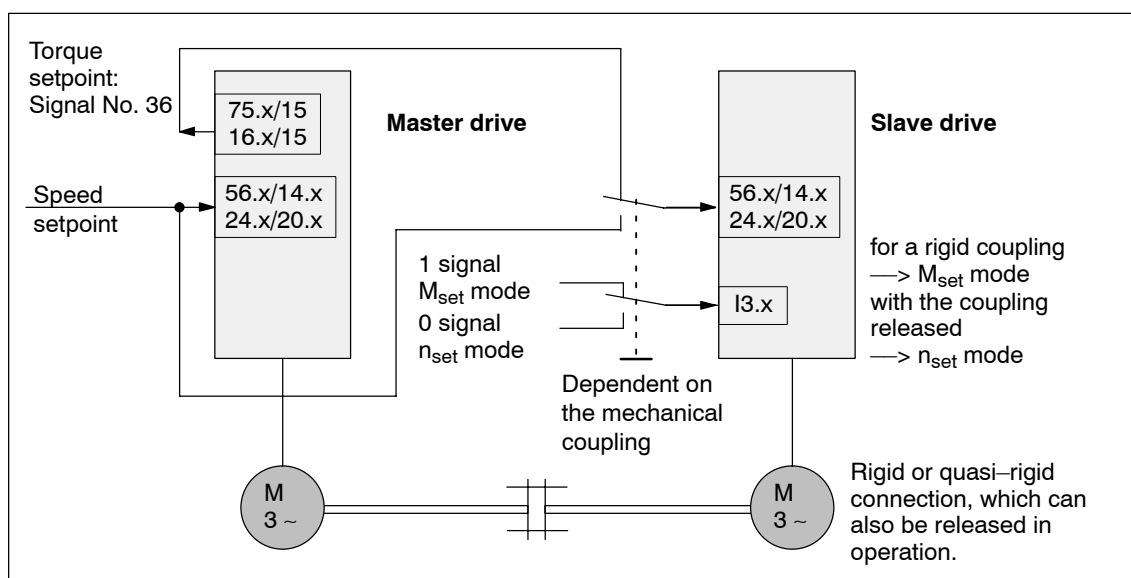 Torque
setpoint:
Signal No. 36
75.x/15
16.x/15
Master drive
Slave drive
Speed
setpoint
56.x/14.x
24.x/20.x
56.x/14.x
24.x/20.x
1 signal
Mset mode
0 signal
nset mode
I3.x
for a rigid coupling
––> Mset mode
with the coupling
released
––> nset mode
Dependent on
the mechanical
coupling
M
3 ~
M
3 ~
Rigid or quasi–rigid
connection, which can
also be released in
operation.